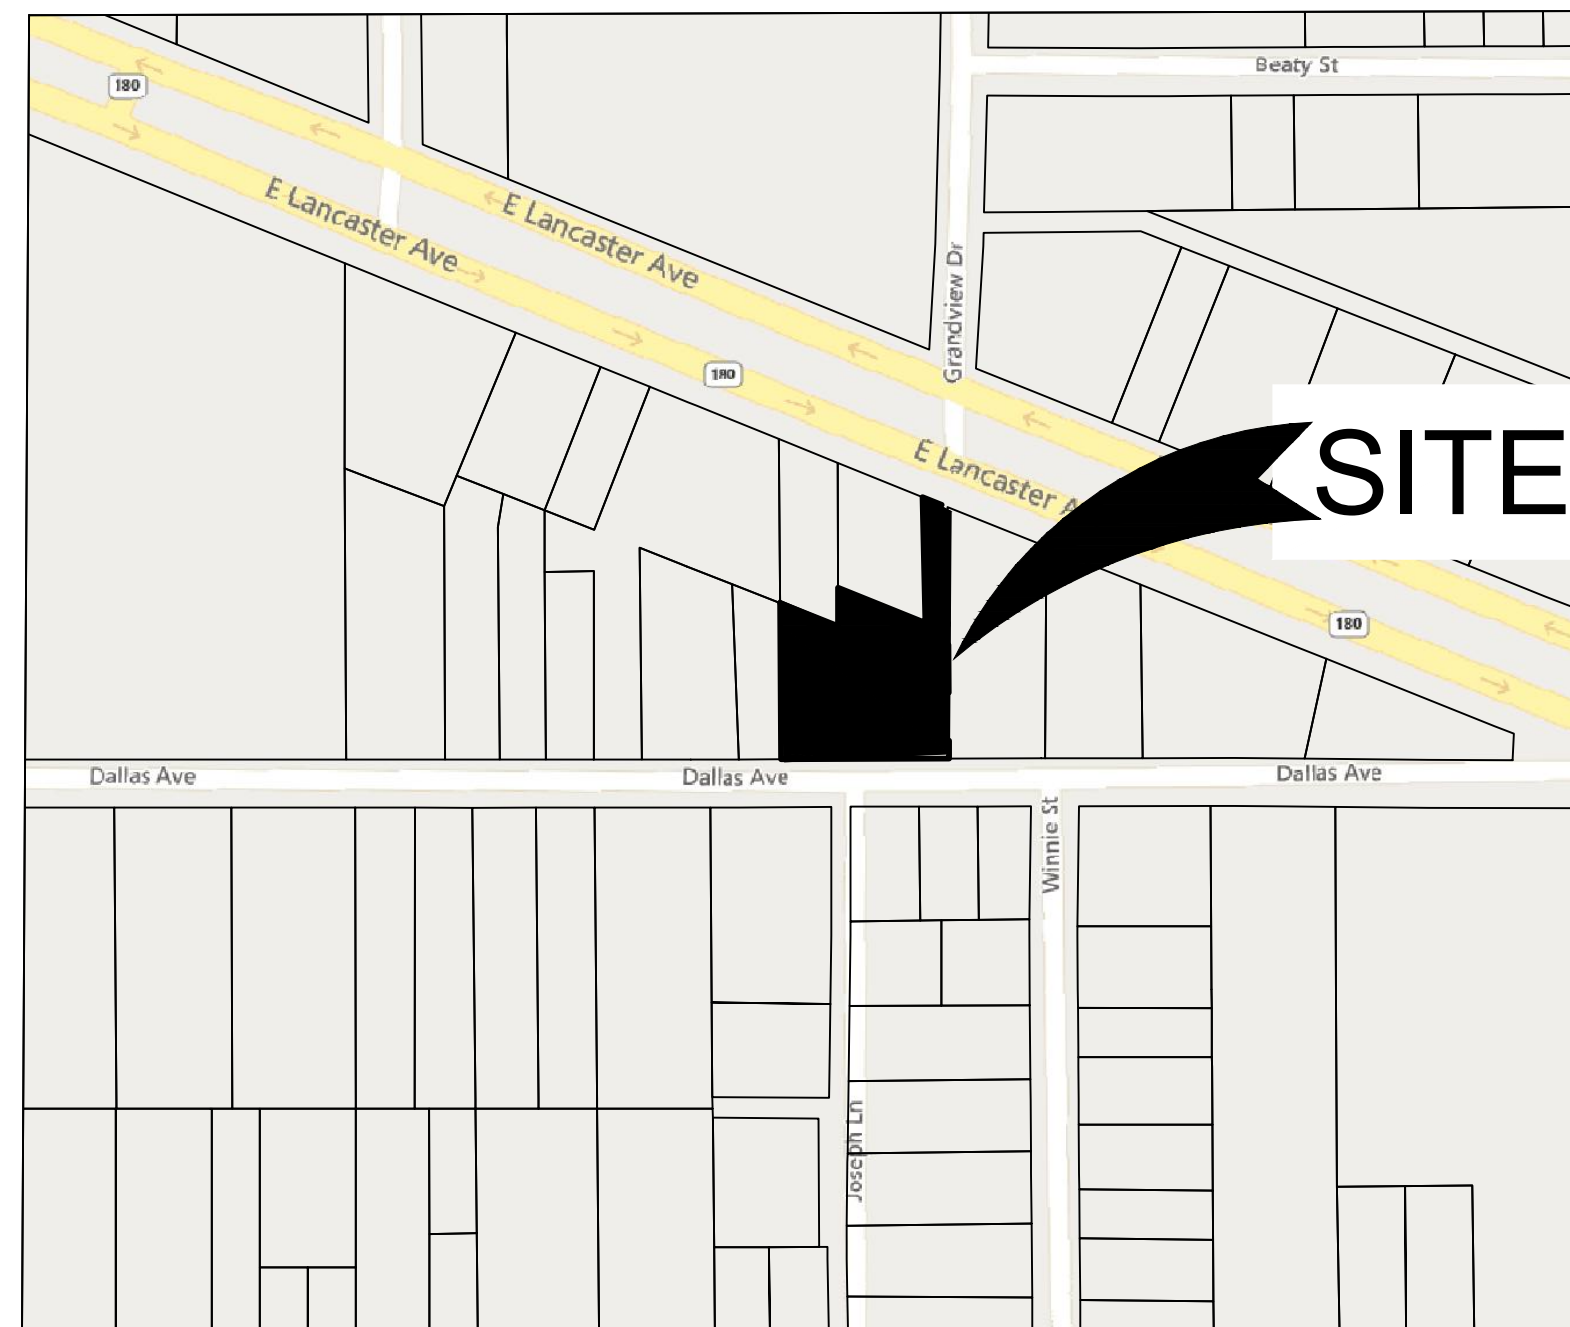 Beaty St
180
E Lancaster Ave
E Lancaster Ave
Grandview Dr
180
E Lancaster
SITE
180
Dallas Ave
Dallas Ave
Dallas Ave
Winnie St
Joseph Ln